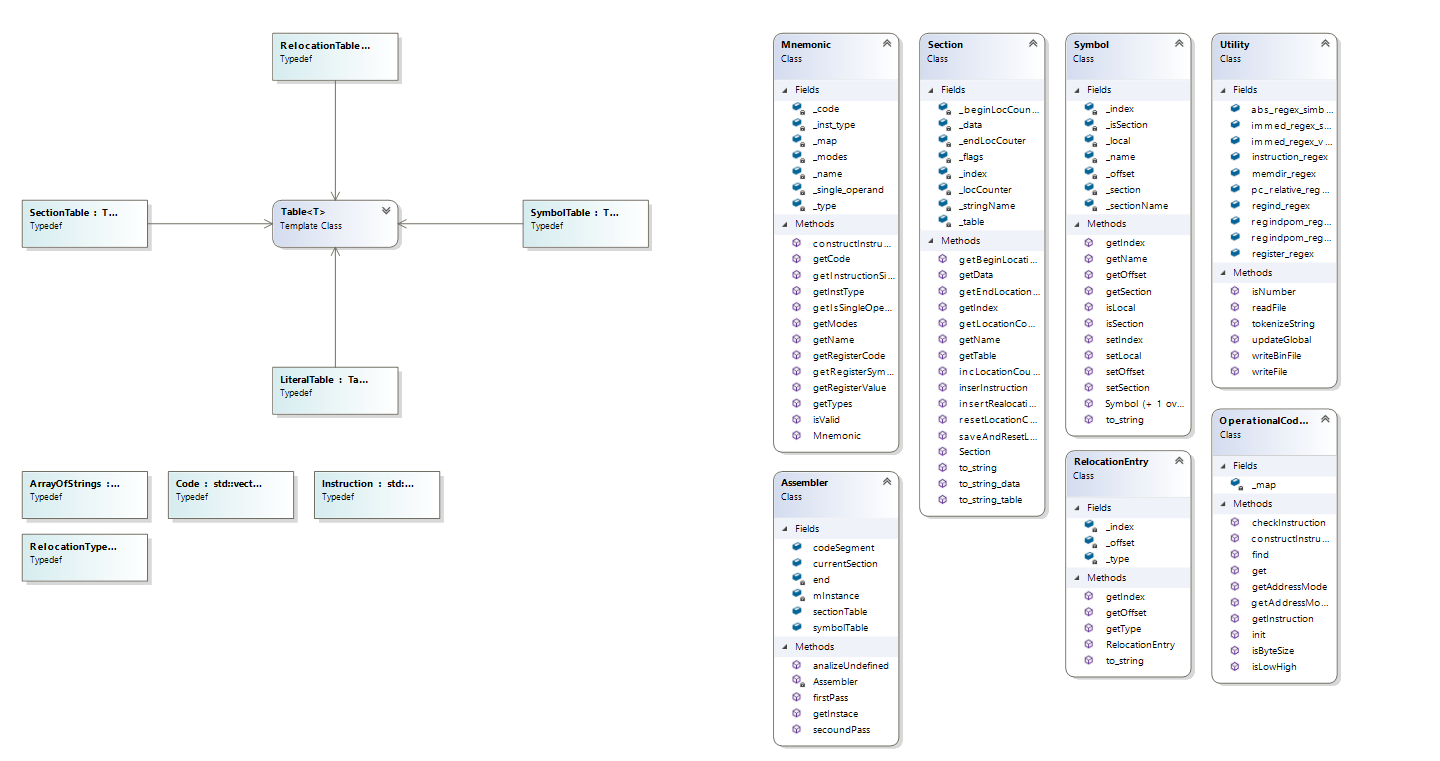 RelocationTable...
Typedef
SectionTable : T...
Typedef
Table<T>
Template Class
SymbolTable : T...
Typedef
LiteralTable : Ta...
Typedef
ArrayOfStrings :...
Typedef
Code : std::vect...
Typedef
Instruction : std:...
Typedef
RelocationType...
Typedef
Mnemonic
Class
Fields
_code
_inst_type
_map
_modes
_name
_single_operand
_type
Methods
constructInstru...
getCode
getInstructionSi...
getInstType
getIsSingleOpe...
getModes
getName
getRegisterCode
getRegisterSym...
getRegisterValue
getTypes
isValid
Mnemonic
Assembler
Class
Fields
codeSegment
currentSection
end
mInstance
sectionTable
symbolTable
Methods
analizeUndefined
Assembler
firstPass
getInstace
secoundPass
Section
Class
Fields
_beginLocCoun...
_data
_endLocCouter
_flags
_index
_locCounter
_stringName
_table
Methods
getBeginLocati...
getData
getEndLocation...
getIndex
getLocationCo...
getName
getTable
incLocationCou...
inserInstruction
insertRealocati...
resetLocationC...
saveAndResetL...
Section
to_string
to_string_data
to_string_table
Symbol
Class
Fields
_index
_isSection
_local
_name
_offset
_section
_sectionName
Methods
getIndex
getName
getOffset
getSection
isLocal
isSection
setIndex
setLocal
setOffset
setSection
Symbol (+ 1 ov...
to_string
RelocationEntry
Class
Fields
_index
_offset
_type
Methods
getIndex
getOffset
getType
RelocationEntry
to_string
Utility
Class
Fields
abs_regex_simb...
immed_regex_s...
immed_regex_v...
instruction_regex
memdir_regex
pc_relative_reg...
regind_regex
regindpom_reg...
regindpom_reg...
register_regex
Methods
isNumber
readFile
tokenizeString
updateGlobal
writeBinFile
writeFile
OperationalCod...
Class
Fields
_map
Methods
checkInstruction
constructInstru...
find
get
getAddressMode
getAddressMo...
getInstruction
init
isByteSize
isLowHigh